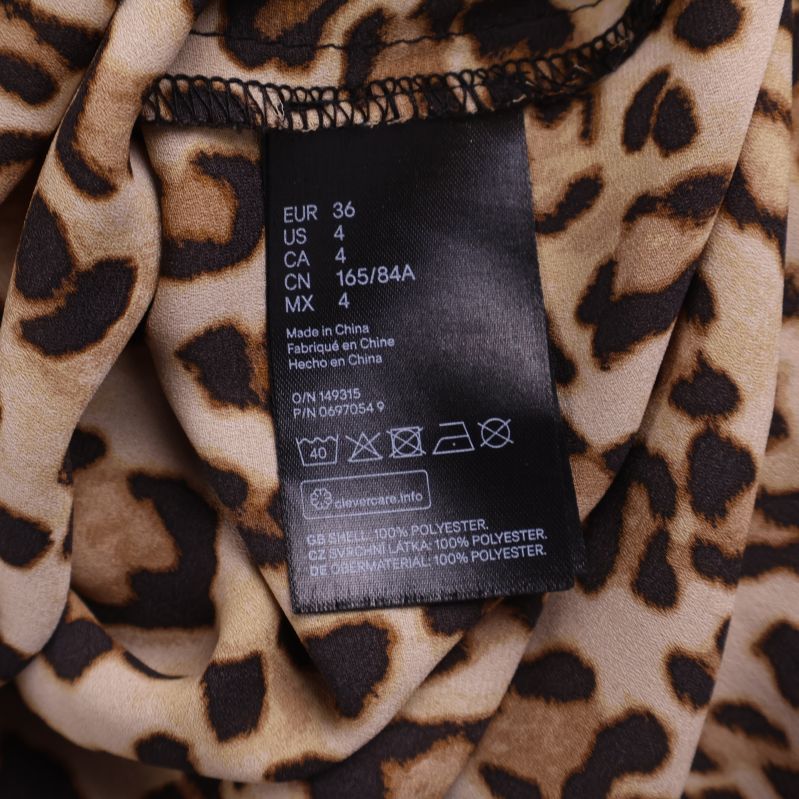 EUR 36
US 4
CA 4
CN 165/84A
MX 4
Made in China
Fabriqué en Chine
Hecho en China
O/N 149315
P/N 0697054 9
40
clevercare.info
GB SHELL: 100% POLYESTER.
CZ SVRCHNÍ LÁTKA: 100% POLYESTER.
DE OBERMATERIAL: 100% POLYESTER.